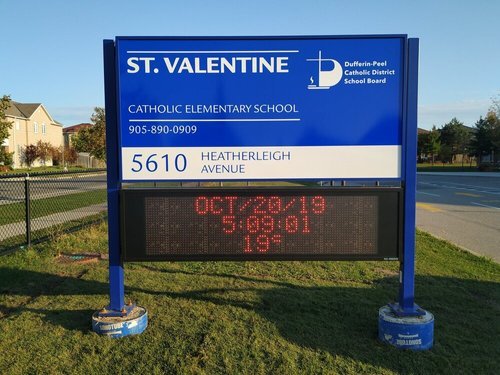 ST. VALENTINE
Dufferin-Peel
Catholic District
School Board
CATHOLIC ELEMENTARY SCHOOL
905-890-0909
5610 HEATHERLEIGH
AVENUE
OCT/20/19
5:09:01
19°
SONOTUBE